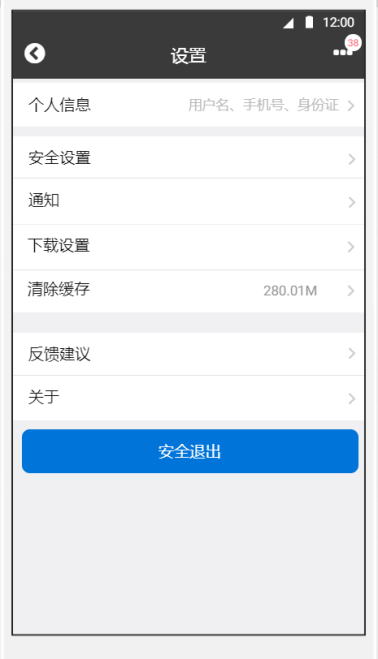 12:00
设置
38
个人信息 用户名、手机号、身份证
安全设置
通知
下载设置
清除缓存 280.01M
反馈建议
关于
安全退出